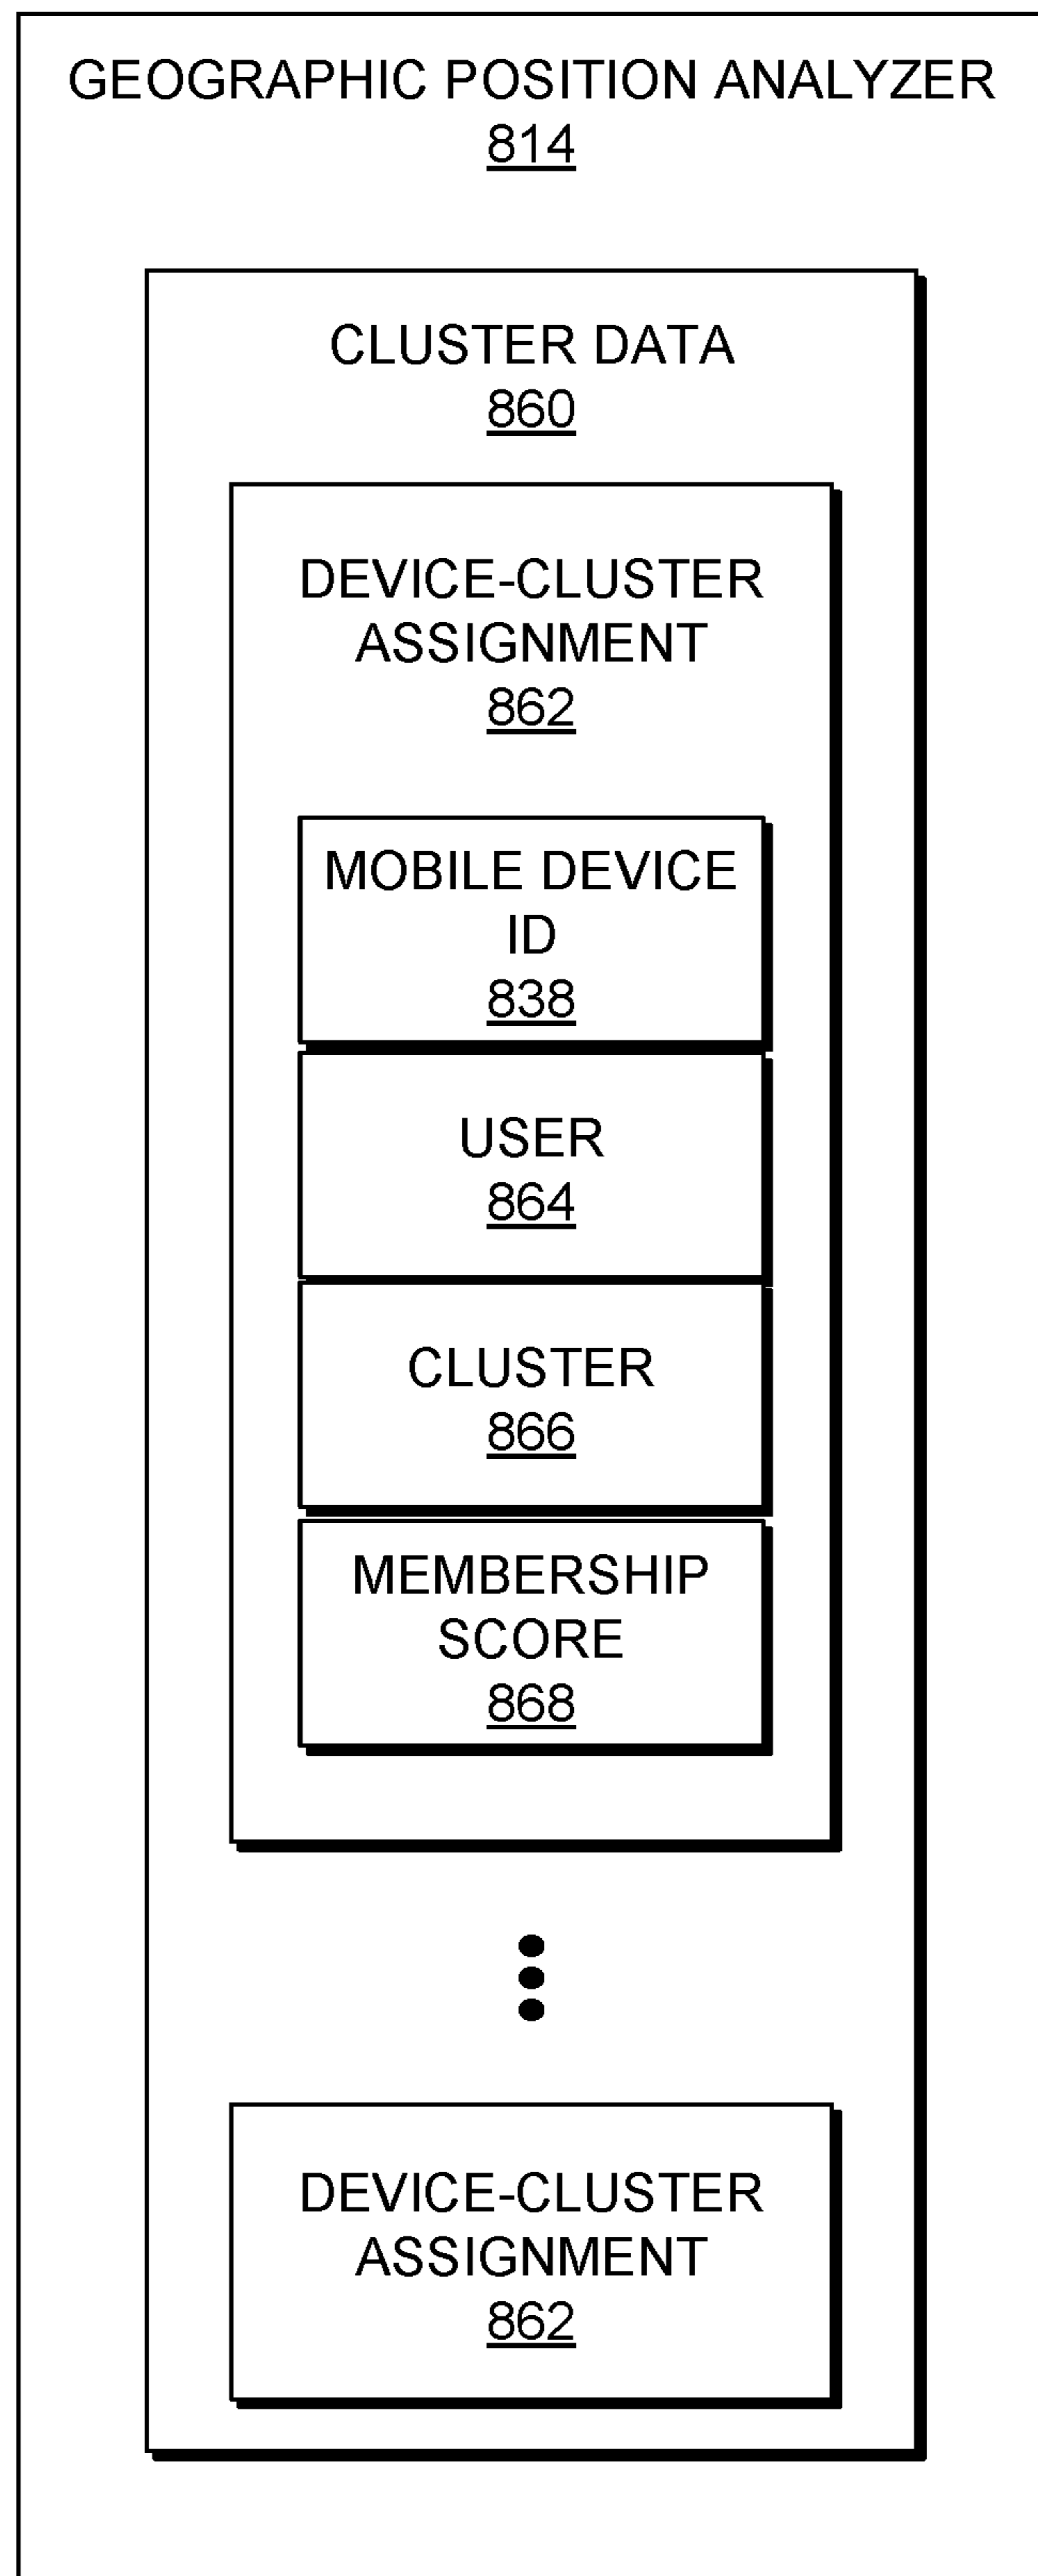 GEOGRAPHIC POSITION ANALYZER
814
CLUSTER DATA
860
DEVICE-CLUSTER
ASSIGNMENT
862
MOBILE DEVICE
ID
838
USER
864
CLUSTER
866
MEMBERSHIP
SCORE
868
DEVICE-CLUSTER
ASSIGNMENT
862